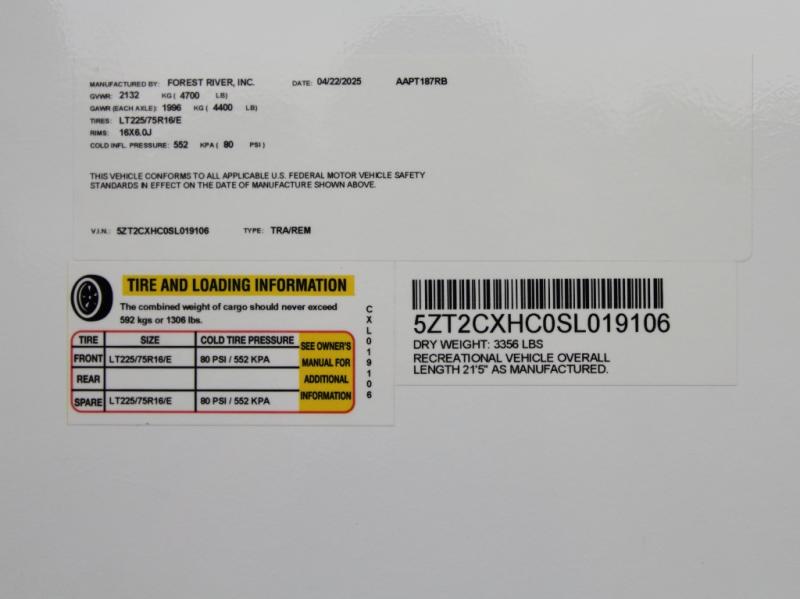 MANUFACTURED BY: FOREST RIVER, INC. DATE: 04/22/2025 AAPT187RB
GVWR: 2132 KG ( 4700 LB)
GAWR (EACH AXLE): 1996 KG ( 4400 LB)
TIRES: LT225/75R16/E
RIMS: 16X6.0J
COLD INFL. PRESSURE: 552 KPA ( 80 PSI )
THIS VEHICLE CONFORMS TO ALL APPLICABLE U.S. FEDERAL MOTOR VEHICLE SAFETY
STANDARDS IN EFFECT ON THE DATE OF MANUFACTURE SHOWN ABOVE.
V.I.N.: 5ZT2CXHC0SL019106 TYPE: TRA/REM
TIRE AND LOADING INFORMATION
The combined weight of cargo should never exceed
592 kgs or 1306 lbs.
TIRE SIZE COLD TIRE PRESSURE
FRONT LT225/75R16/E 80 PSI / 552 KPA
REAR
SPARE LT225/75R16/E 80 PSI / 552 KPA
SEE OWNER'S
MANUAL FOR
ADDITIONAL
INFORMATION
CXL019106
5ZT2CXHC0SL019106
DRY WEIGHT: 3356 LBS
RECREATIONAL VEHICLE OVERALL
LENGTH 21'5" AS MANUFACTURED.